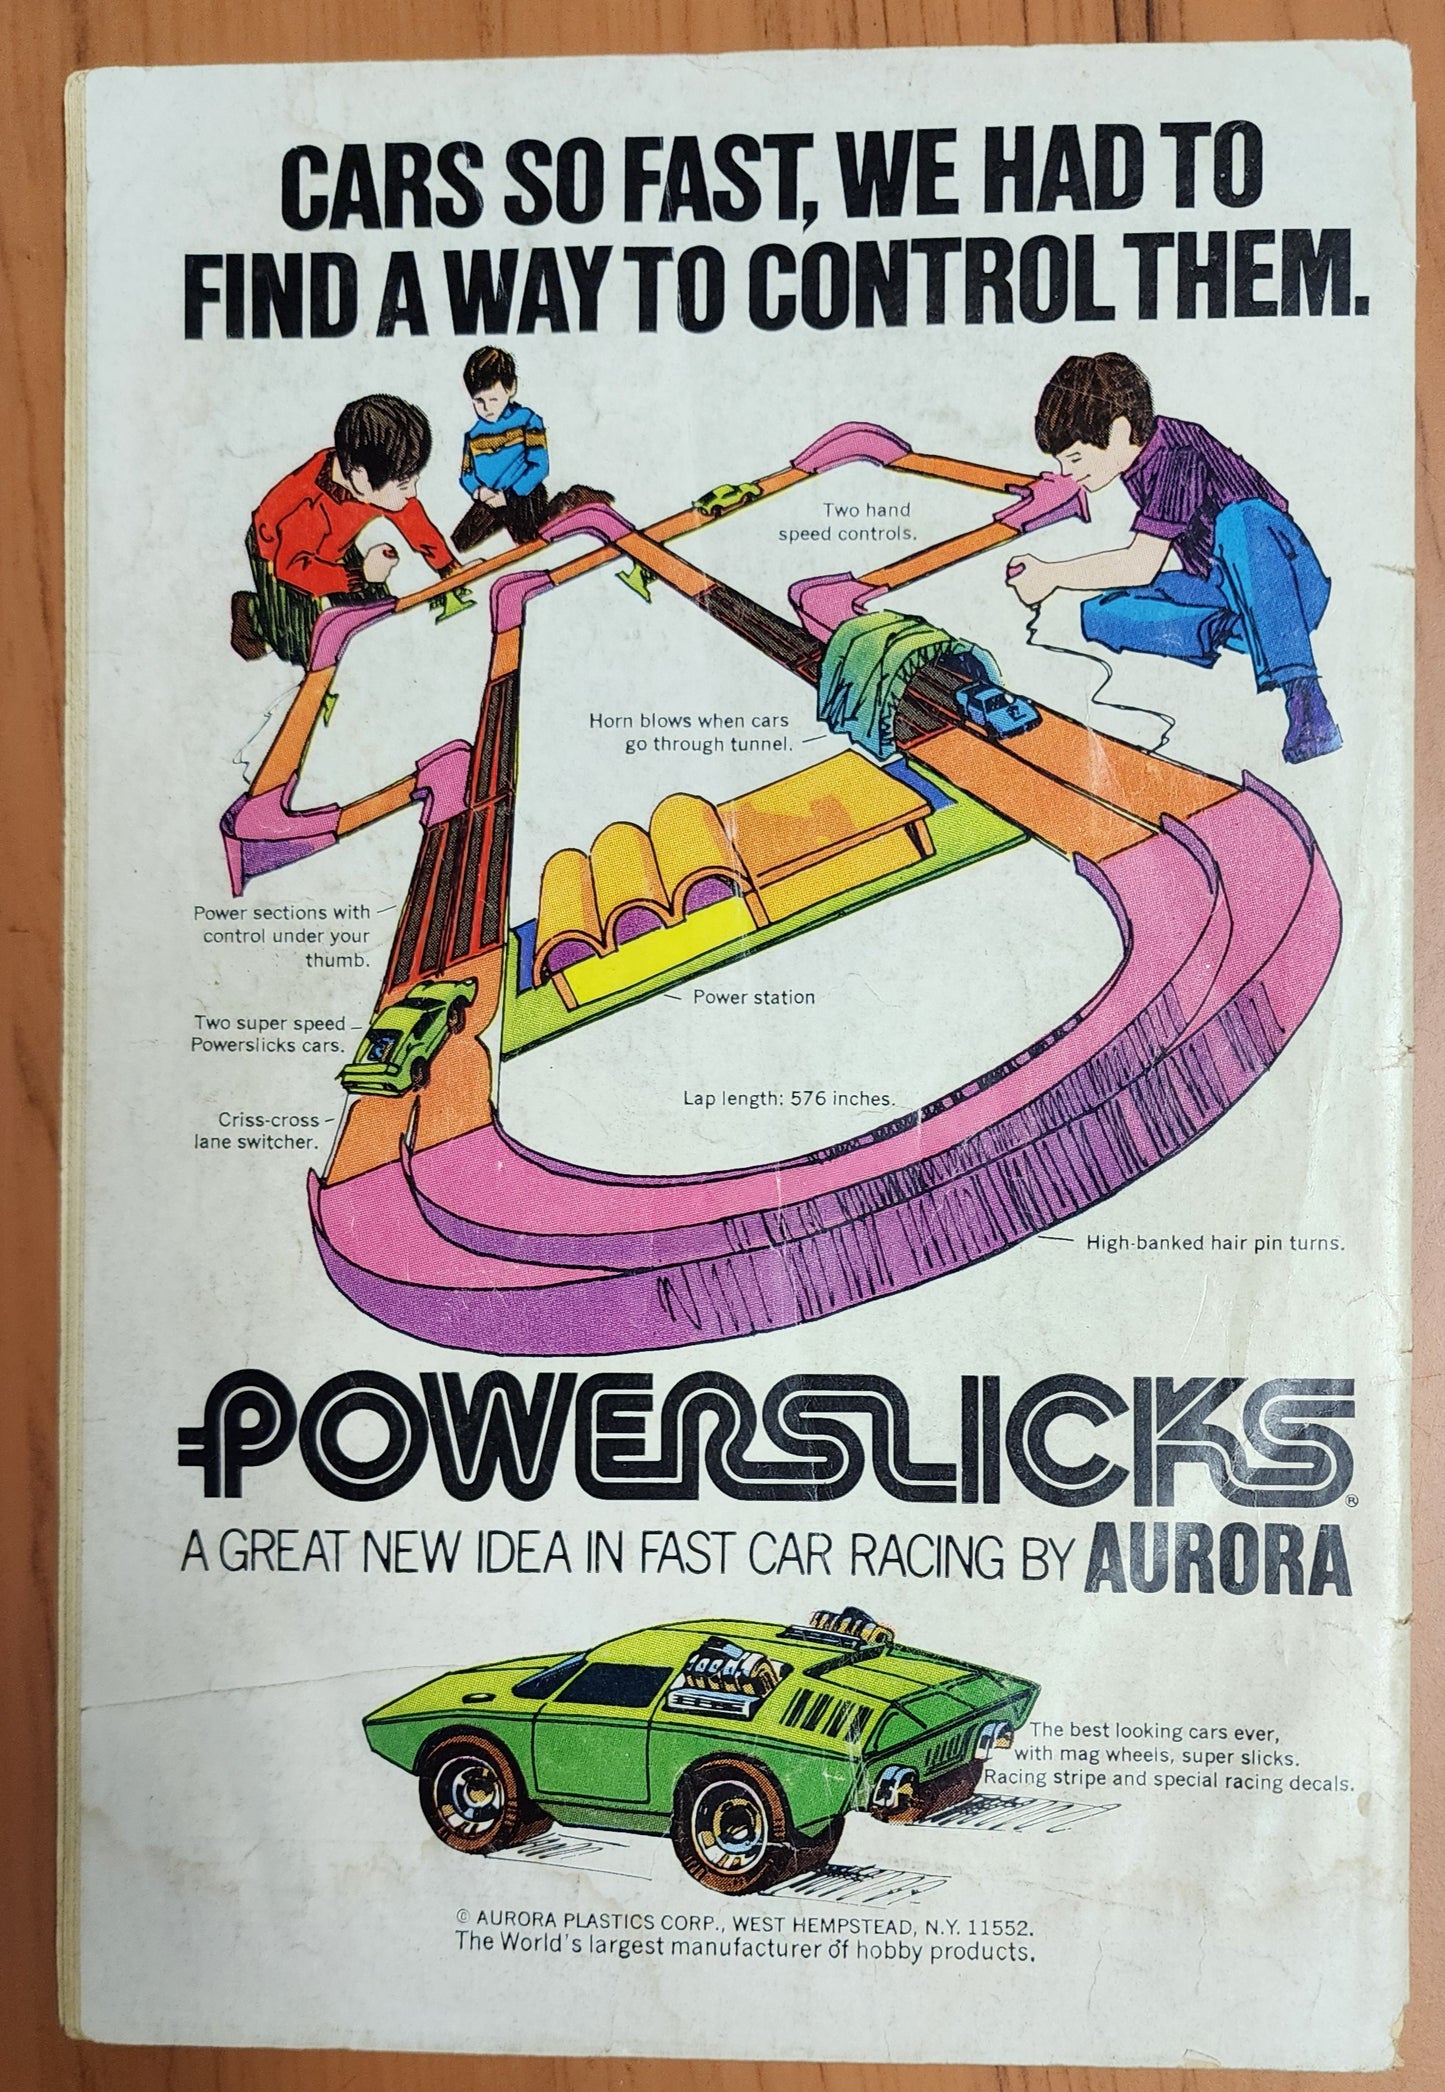 CARS SO FAST, WE HAD TO
FIND A WAY TO CONTROL THEM.
Two hand
speed controls.
Horn blows when cars
go through tunnel.
Power sections with
control under your
thumb.
Power station
Two super speed
Powerslicks cars.
Lap length: 576 inches.
Criss-cross
lane switcher.
High-banked hair pin turns.
POWERSLICKS®
A GREAT NEW IDEA IN FAST CAR RACING BY AURORA
The best looking cars ever,
with mag wheels, super slicks.
Racing stripe and special racing decals.
© AURORA PLASTICS CORP., WEST HEMPSTEAD, N.Y. 11552.
The World's largest manufacturer of hobby products.